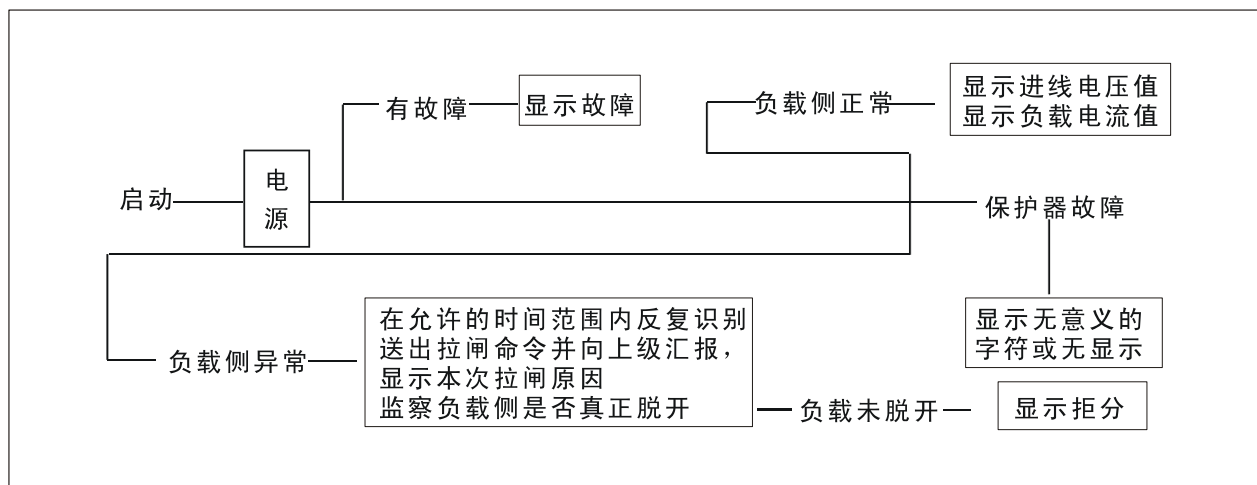 有故障
显示故障
负载侧正常
显示进线电压值
显示负载电流值
启动
电
源
保护器故障
显示无意义的
字符或无显示
负载侧异常
在允许的时间范围内反复识别
送出拉闸命令并向上级汇报，
显示本次拉闸原因
监察负载侧是否真正脱开
负载未脱开
显示拒分